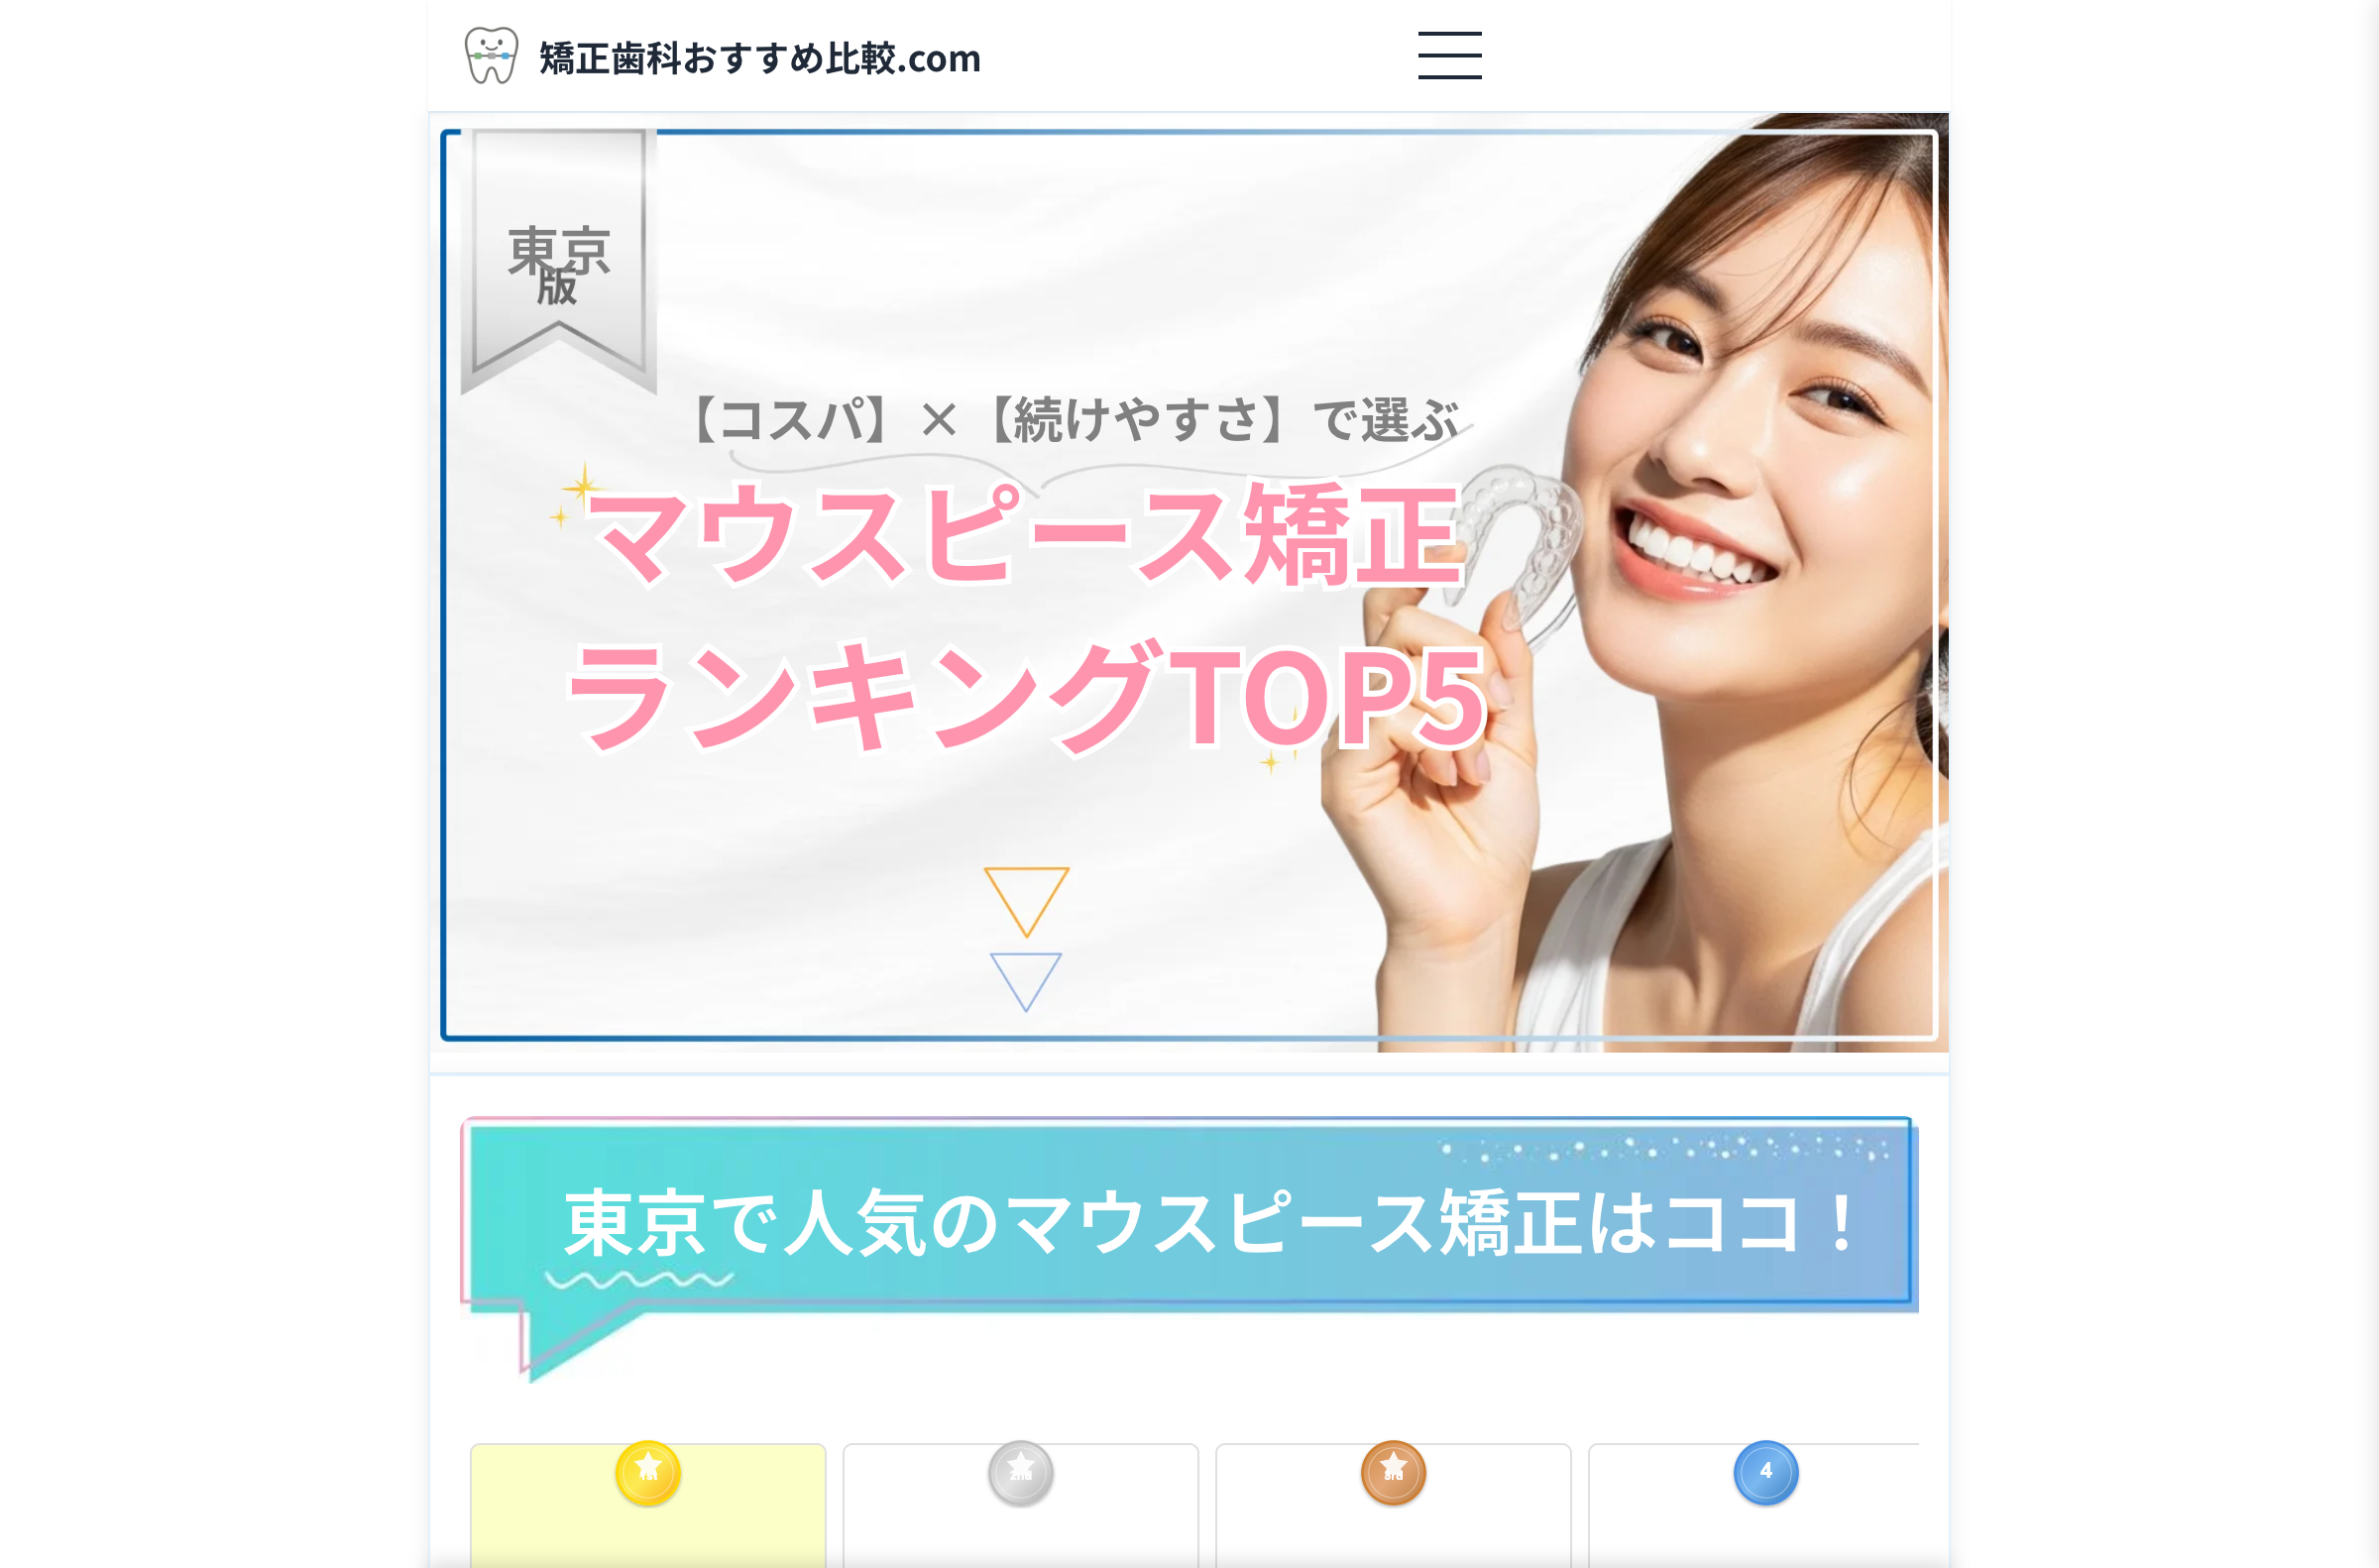 矯正歯科おすすめ比較.com
東京
版
【コスパ】×【続けやすさ】で選ぶ
マウスピース矯正
ランキングTOP5
東京で人気のマウスピース矯正はココ！
1st
2nd
3rd
4